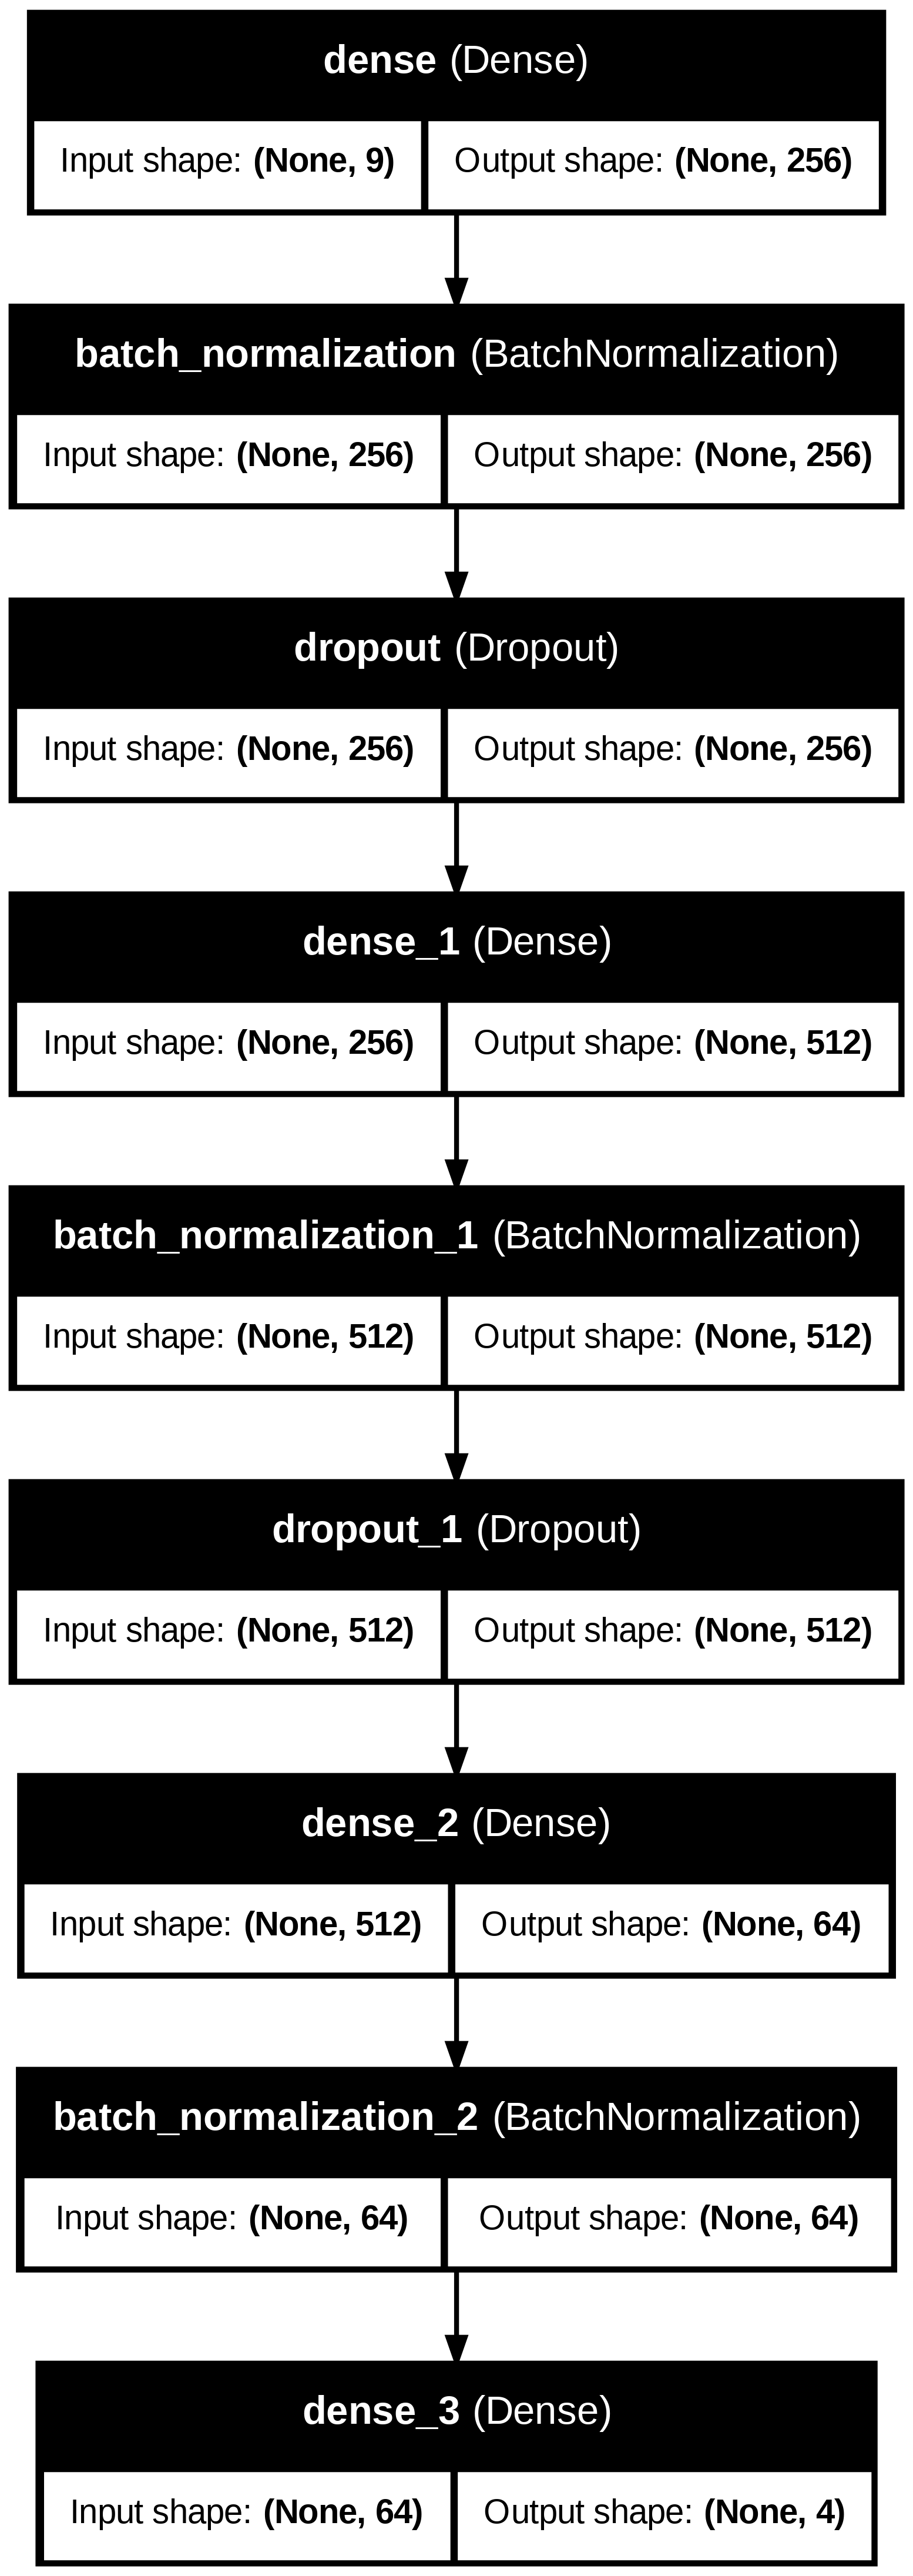 dense (Dense)
Input shape: (None, 9) Output shape: (None, 256)
batch_normalization (BatchNormalization)
Input shape: (None, 256) Output shape: (None, 256)
dropout (Dropout)
Input shape: (None, 256) Output shape: (None, 256)
dense_1 (Dense)
Input shape: (None, 256) Output shape: (None, 512)
batch_normalization_1 (BatchNormalization)
Input shape: (None, 512) Output shape: (None, 512)
dropout_1 (Dropout)
Input shape: (None, 512) Output shape: (None, 512)
dense_2 (Dense)
Input shape: (None, 512) Output shape: (None, 64)
batch_normalization_2 (BatchNormalization)
Input shape: (None, 64) Output shape: (None, 64)
dense_3 (Dense)
Input shape: (None, 64) Output shape: (None, 4)